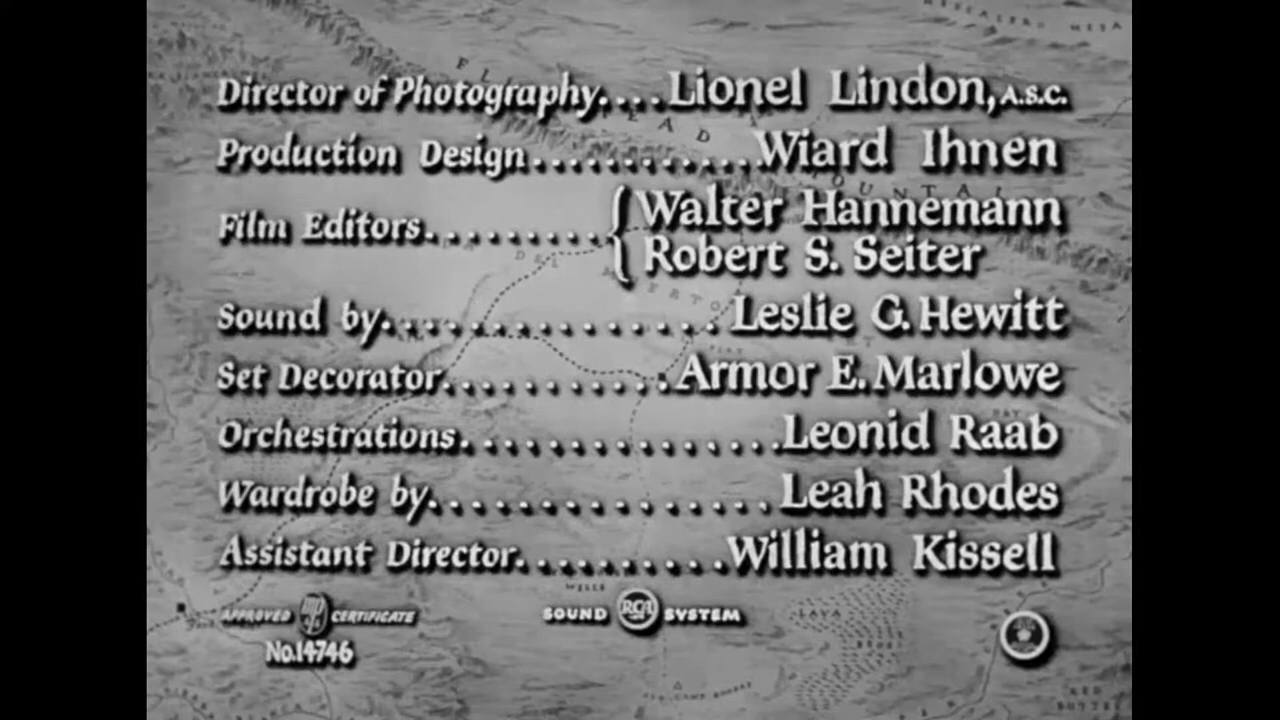 Director of Photography....Lionel Lindon, A.S.C.
Production Design............Wiard Ihnen
Film Editors.........{Walter Hannemann
Robert S. Seiter
Sound by...............Leslie G. Hewitt
Set Decorator...........Armor E. Marlowe
Orchestrations...............Leonid Raab
Wardrobe by...............Leah Rhodes
Assistant Director..........William Kissell
APPROVED CERTIFICATE
No.14746
SOUND RCA SYSTEM
WELLS
LAVA